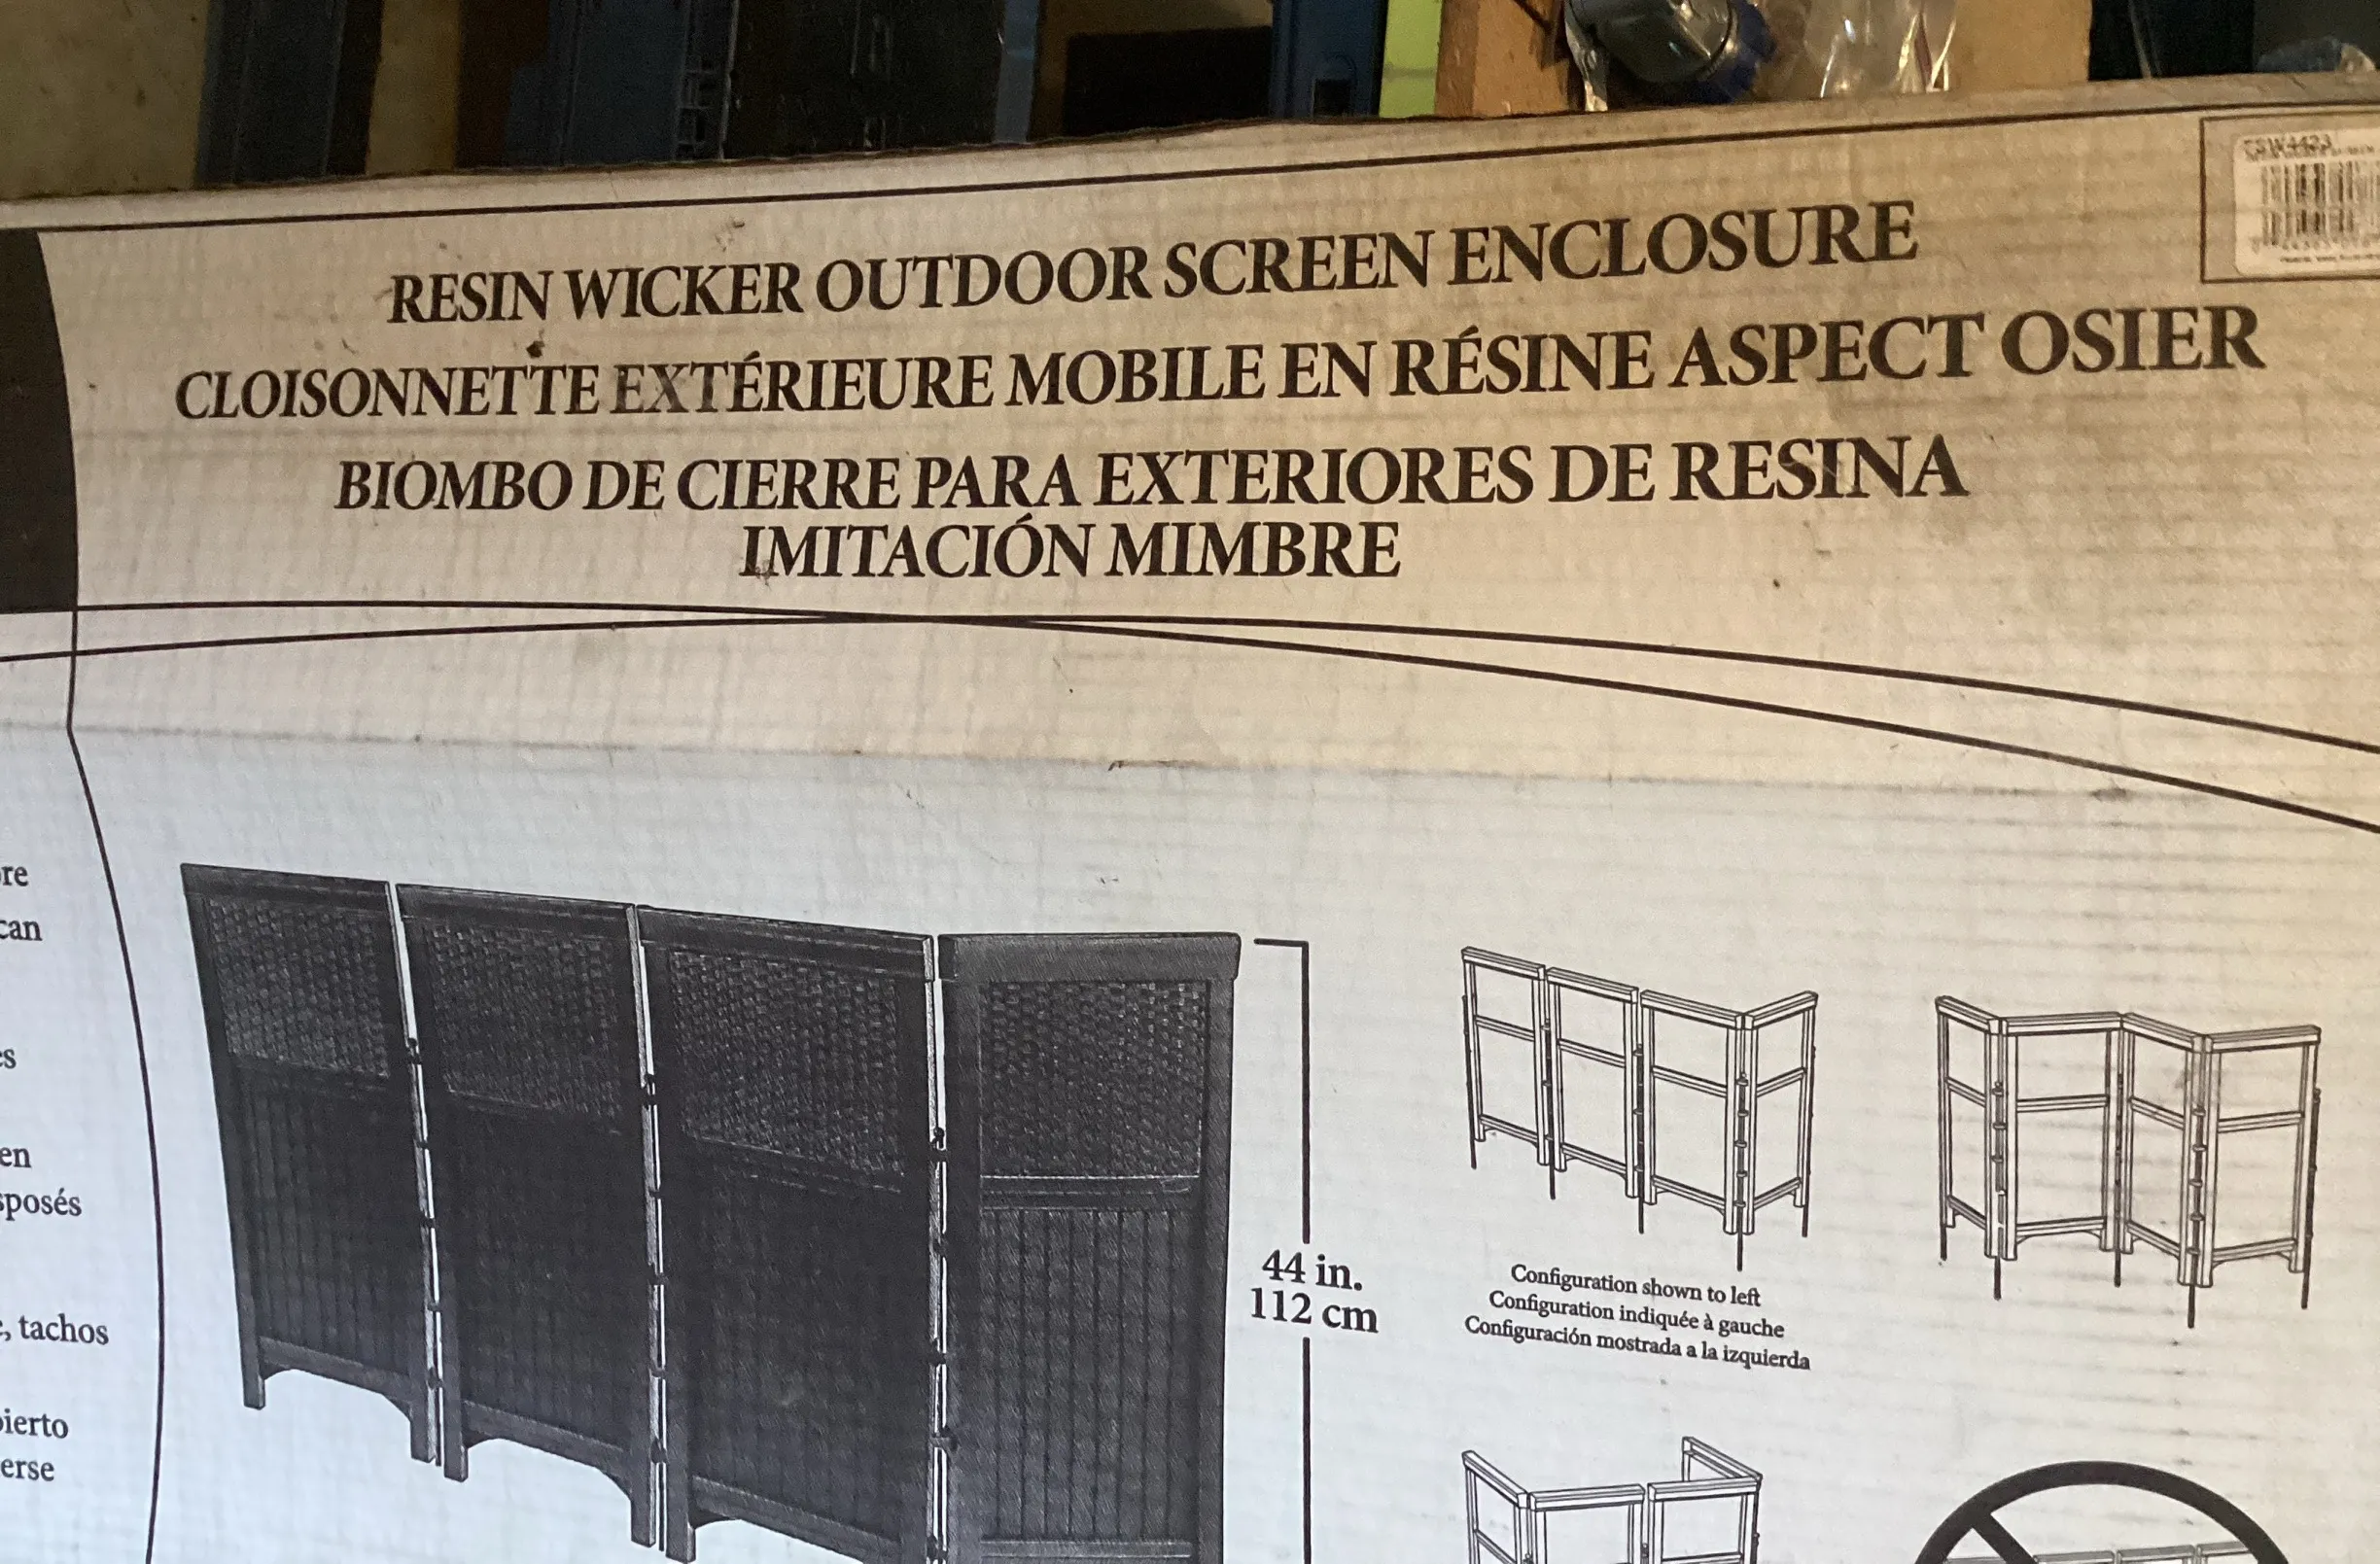 FSW4423
RESIN WICKER OUTDOOR SCREEN ENCLOSURE
CLOISONNETTE EXTÉRIEURE MOBILE EN RÉSINE ASPECT OSIER
BIOMBO DE CIERRE PARA EXTERIORES DE RESINA
IMITACIÓN MIMBRE
re
can
es
en
sposés
, tachos
bierto
erse
44 in.
112 cm
Configuration shown to left
Configuration indiquée à gauche
Configuración mostrada a la izquierda